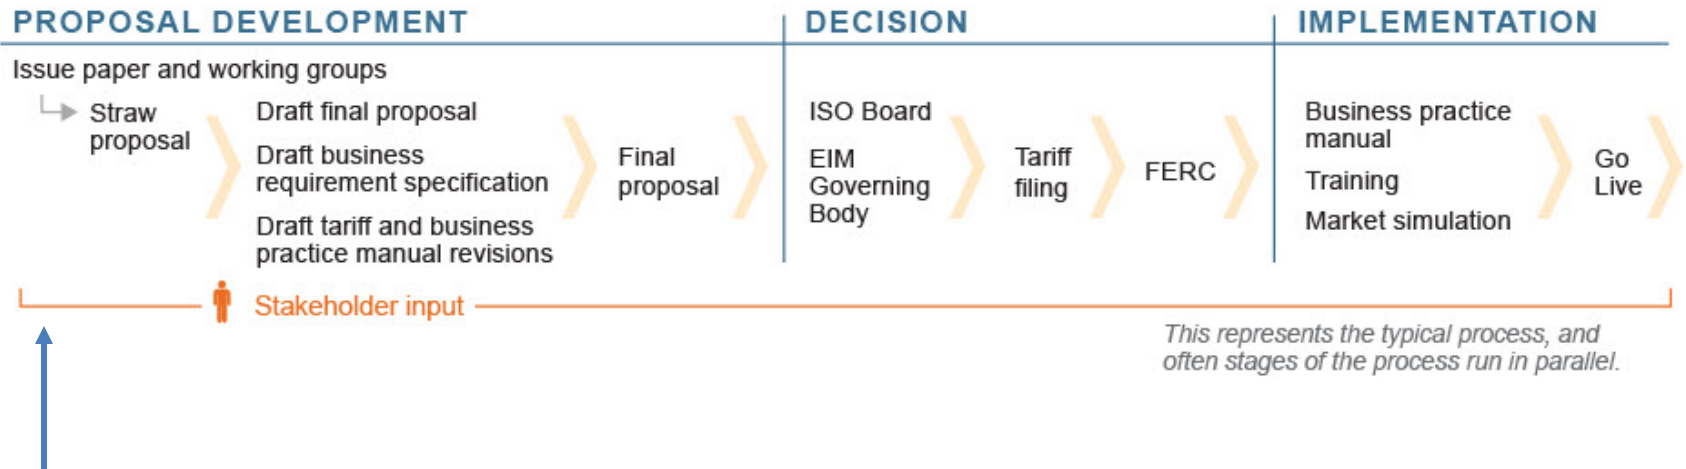 PROPOSAL DEVELOPMENT
Issue paper and working groups
Straw
proposal
Draft final proposal
Draft business
requirement specification
Draft tariff and business
practice manual revisions
Final
proposal
DECISION
ISO Board
EIM
Governing
Body
Tariff
filing
FERC
IMPLEMENTATION
Business practice
manual
Training
Market simulation
Go
Live
Stakeholder input
This represents the typical process, and
often stages of the process run in parallel.